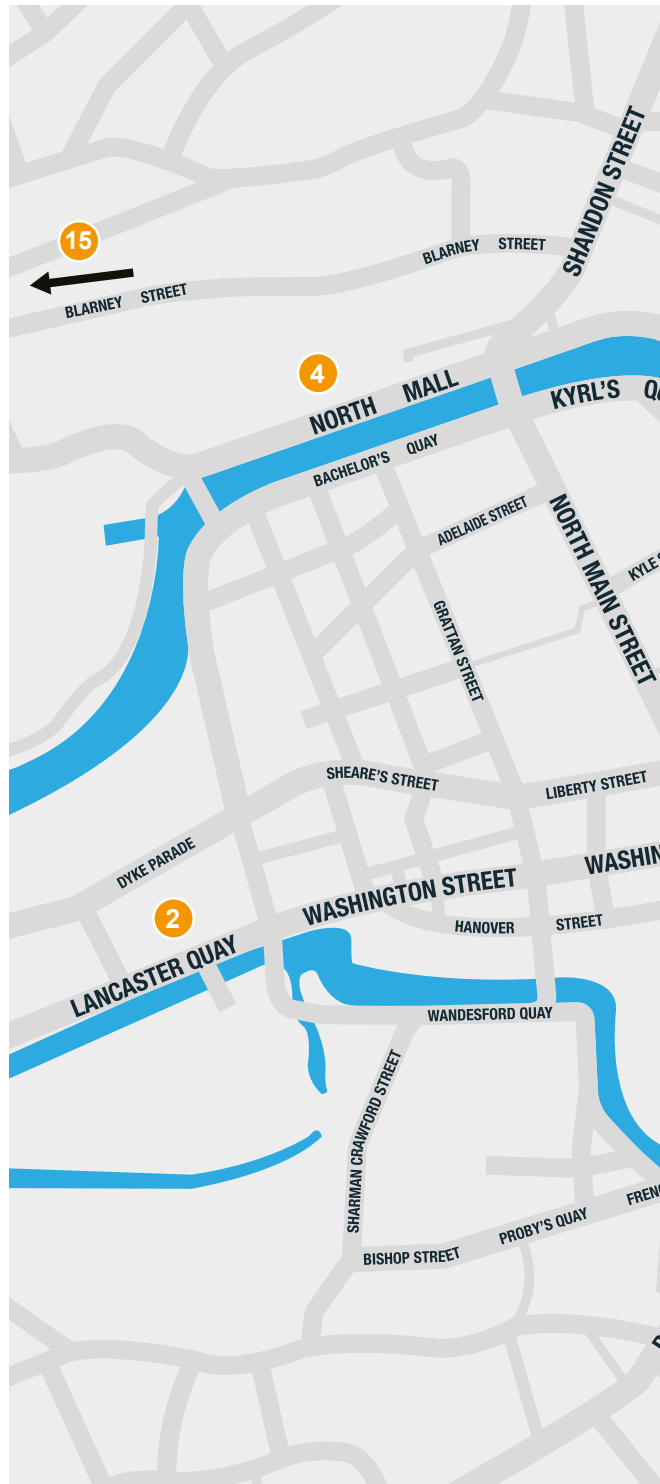 SHANDON STREET
15
BLARNEY STREET
BLARNEY STREET
4
NORTH MALL
KYRL'S
BACHELOR'S QUAY
ADELAIDE STREET
NORTH MAIN STREET
KYLE
GRATTAN STREET
SHEARE'S STREET
LIBERTY STREET
DYKE PARADE
WASHINGTON STREET
2
HANOVER STREET
LANCASTER QUAY
WANDESFORD QUAY
SHARMAN CRAWFORD STREET
PROBY'S QUAY
BISHOP STREET